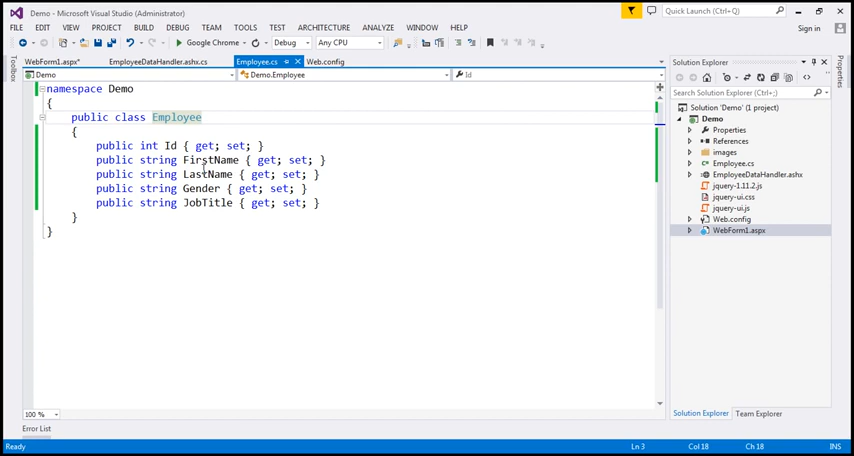 Demo - Microsoft Visual Studio (Administrator)
Quick Launch (Ctrl+;)
FILE EDIT VIEW PROJECT BUILD DEBUG TEAM TOOLS TEST ARCHITECTURE ANALYZE WINDOW HELP
Sign in
Google Chrome Debug Any CPU
Toolbox
WebForm1.aspx* EmployeeDataHandler.ashx.cs Employee.cs Web.config
Demo Demo.Employee Id
namespace Demo
{
public class Employee
{
public int Id { get; set; }
public string FirstName { get; set; }
public string LastName { get; set; }
public string Gender { get; set; }
public string JobTitle { get; set; }
}
}
100 %
Error List
Solution Explorer
Search Solution Explorer (Ctrl+;)
Solution 'Demo' (1 project)
Demo
Properties
References
images
Employee.cs
EmployeeDataHandler.ashx
jquery-1.11.2.js
jquery-ui.css
jquery-ui.js
Web.config
WebForm1.aspx
Solution Explorer Team Explorer
Properties
Ready Ln 3 Col 18 Ch 18 INS